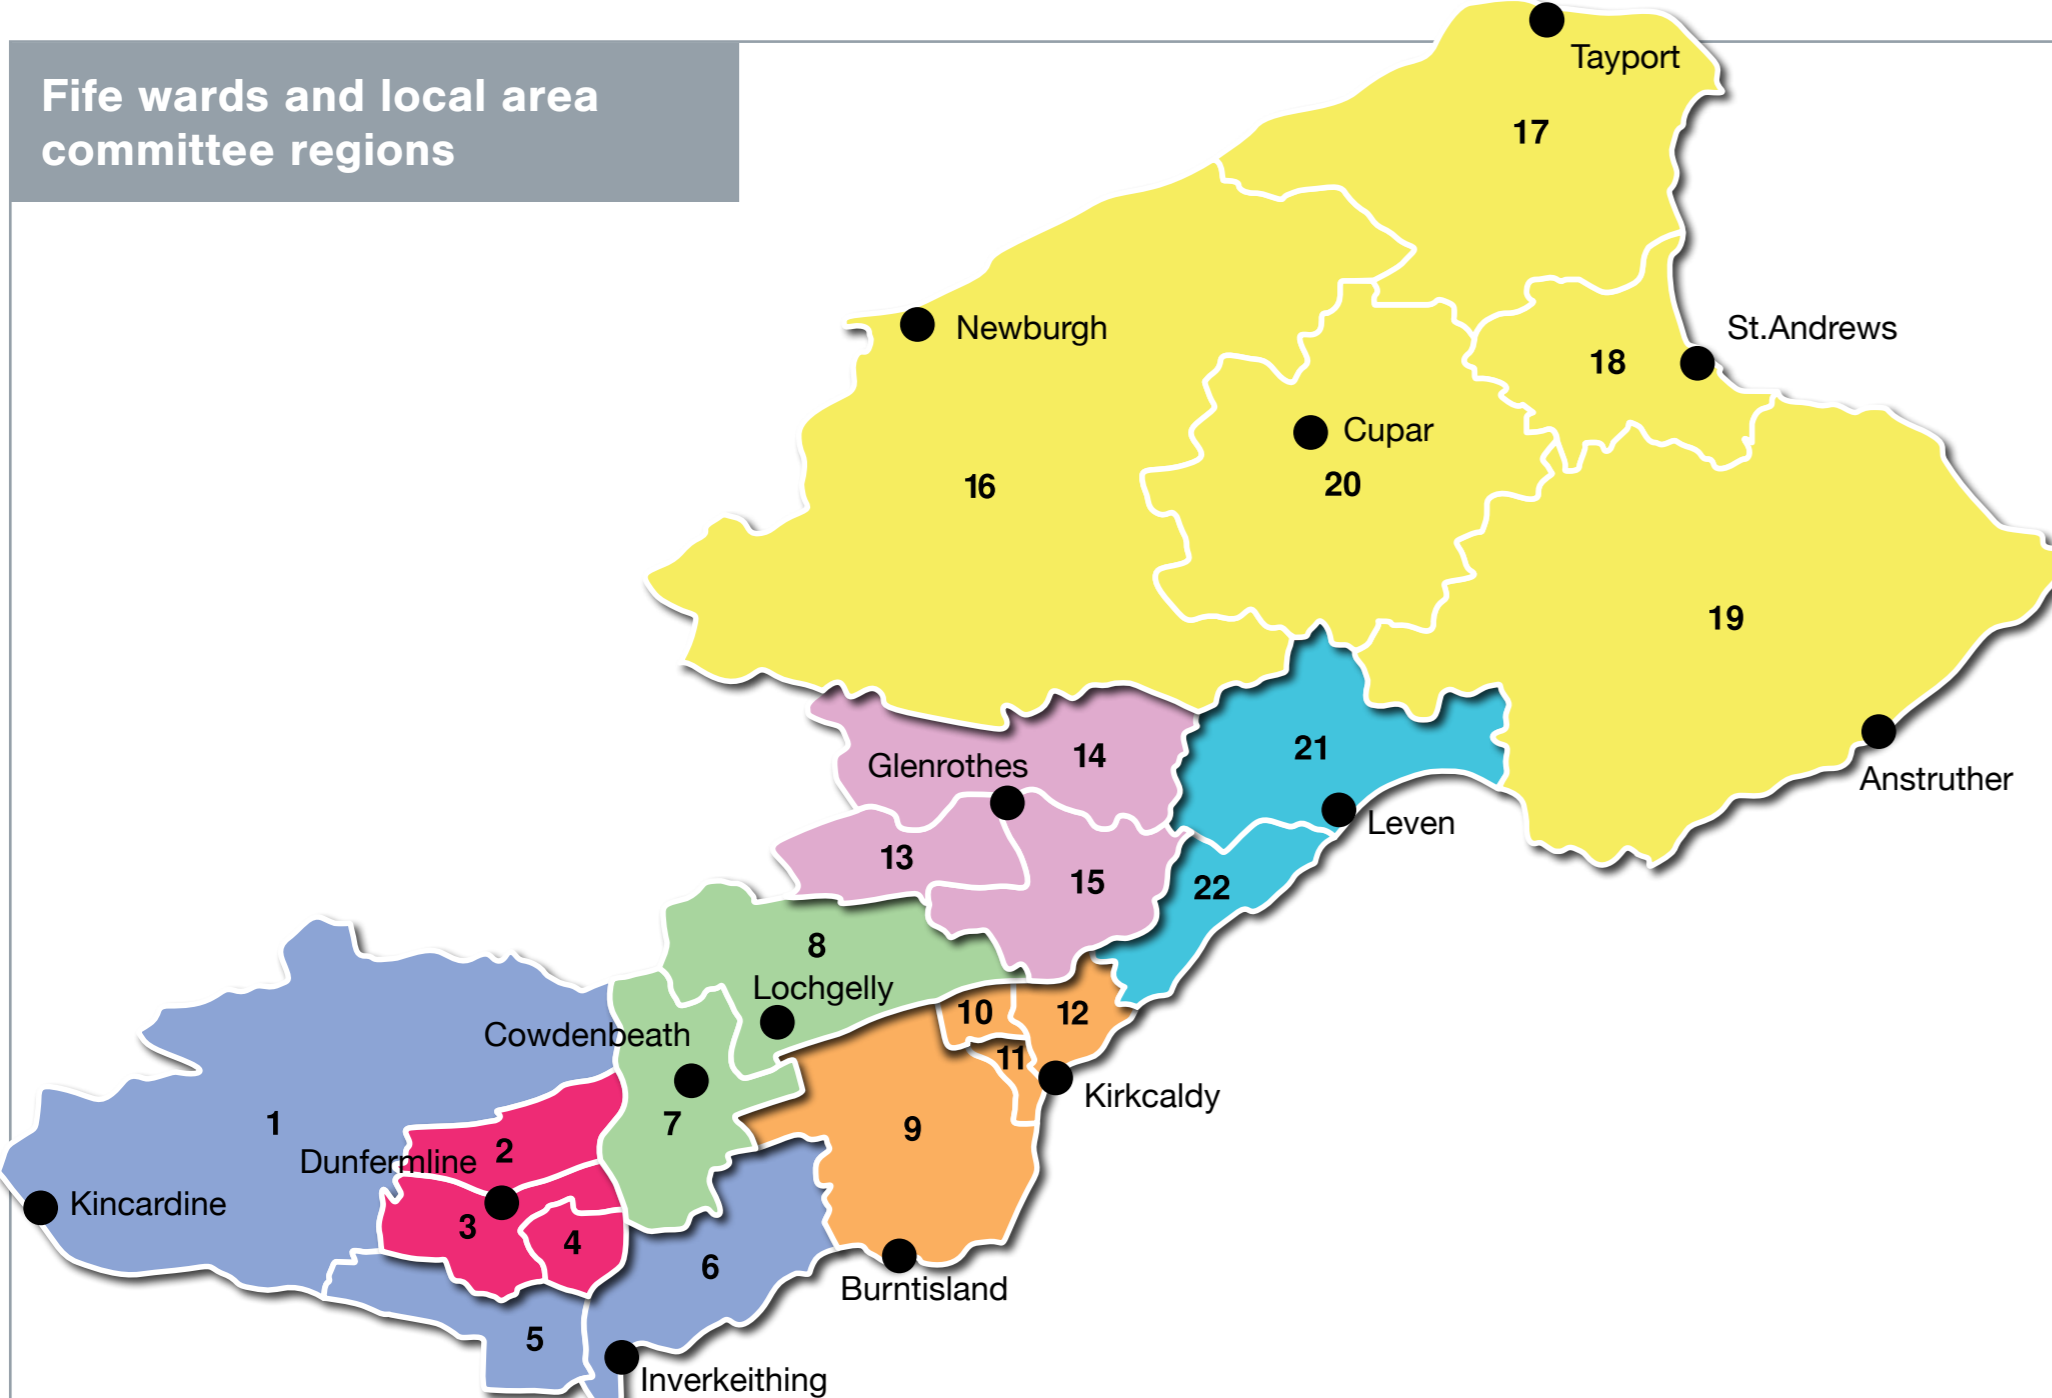 Fife wards and local area
committee regions
Tayport
17
Newburgh
St.Andrews
18
Cupar
16
20
19
Glenrothes
14
21
Anstruther
Leven
13
15
22
8
Lochgelly
10
12
Cowdenbeath
11
Kirkcaldy
1
7
9
2
Dunfermline
Kincardine
3
4
6
Burntisland
5
Inverkeithing